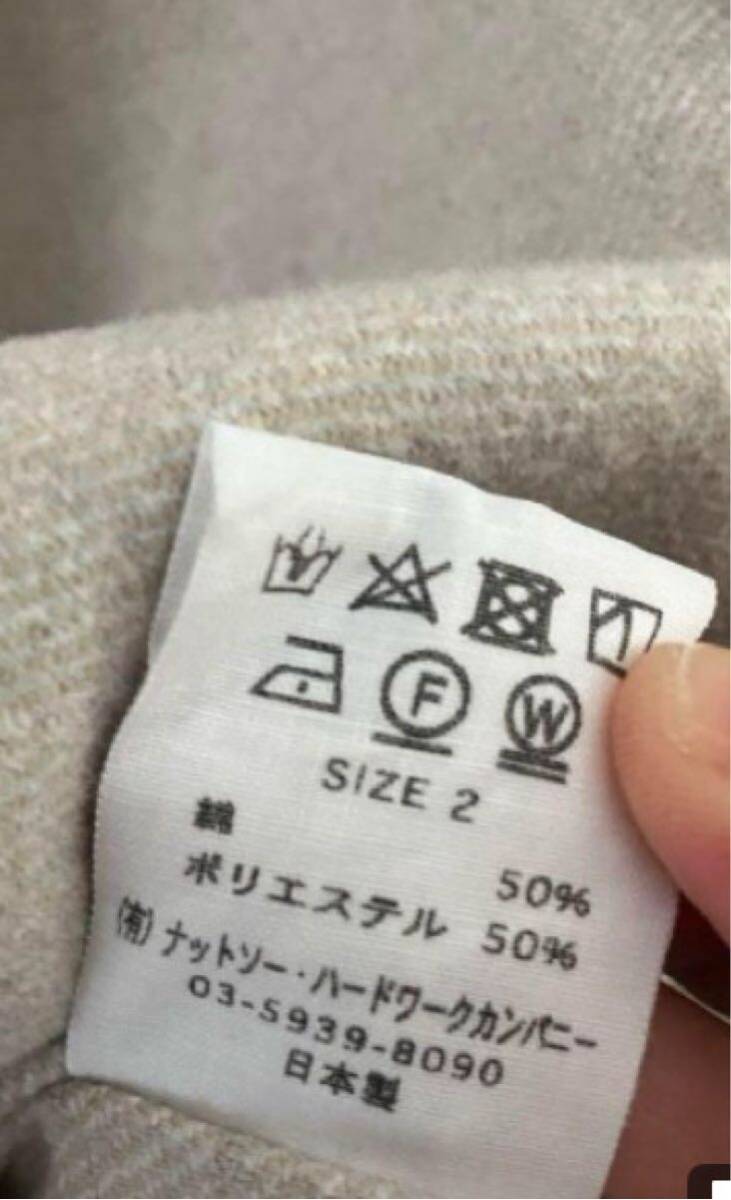 F W
SIZE 2
綿 50%
ポリエステル 50%
(有)ナットソー・ハードワークカンパニー
03-5939-8090
日本製